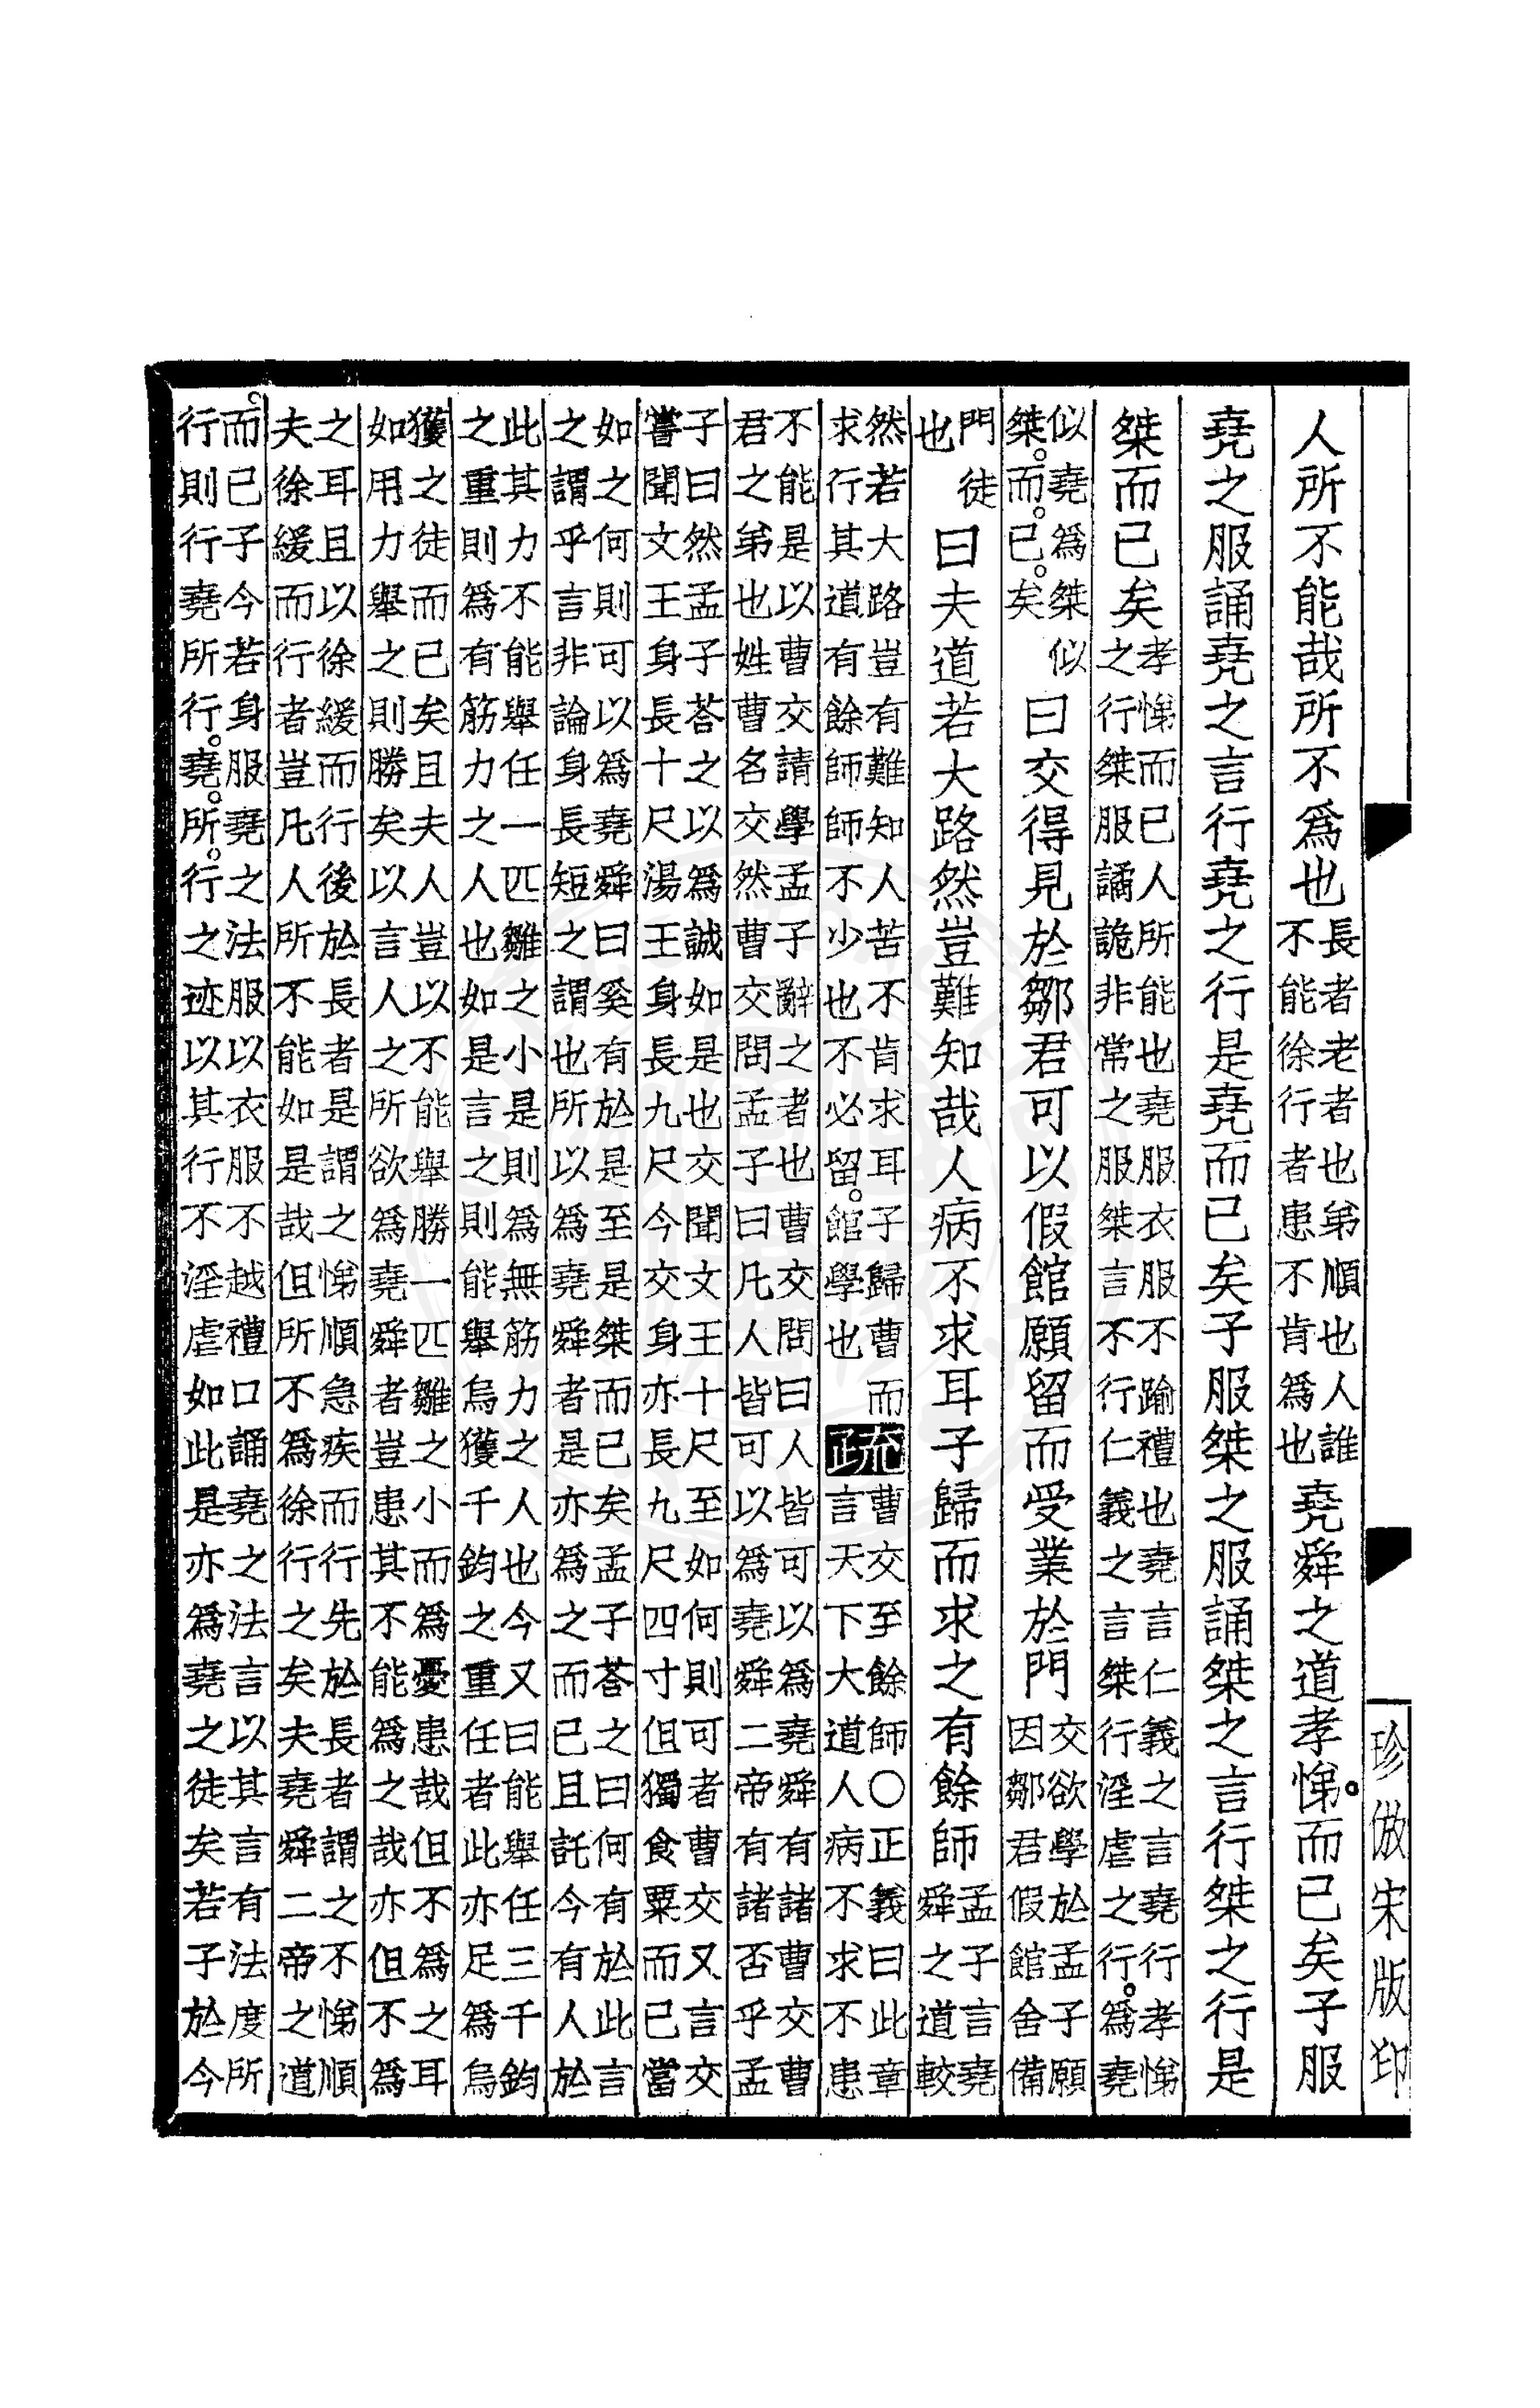 珍倣宋版印
人所不能哉所不爲也長者老者也弟順也人誰不能徐行者患不肯爲也堯舜之道孝悌。而已矣子服
堯之服誦堯之言行堯之行是堯而已矣子服桀之服誦桀之言行桀之行是
桀而已矣孝悌而已人所能也堯服衣服不踰禮也堯言仁義之言堯行孝悌之行桀服譎詭非常之服桀言不行仁義之言桀行淫虐之行。爲堯
似堯爲桀似桀。而。已。矣曰交得見於鄒君可以假館願留而受業於門交欲學於孟子願因鄒君假館舍備
門徒也曰夫道若大路然豈難知哉人病不求耳子歸而求之有餘師孟子言堯舜之道較
然若大路豈有難知人苦不肯求耳子歸曹而求行其道有餘師師不少也不必留。館學也疏曹交至餘師○正義曰此章言天下大道人病不求不患
不能是以曹交請學孟子辭之者也曹交問曰人皆可以爲堯舜有諸曹交曹
君之弟也姓曹名交然曹交問孟子曰凡人皆可以爲堯舜二帝有諸否乎孟
子曰然孟子荅之以爲誠如是也交聞文王十尺至如何則可者曹交又言交
嘗聞文王身長十尺湯王身長九尺今交身亦長九尺四寸但獨食粟而已當
如之何則可以爲堯舜曰奚有於是至是桀而已矣孟子荅之曰何有於此言
之謂乎言非論身長短之謂也所以爲堯舜者是亦爲之而已且託今有人於
此其力不能舉任一匹雛之小是則爲無筋力之人也今又曰能舉任三千鈞
之重則爲有筋力之人也如是言之則能舉烏獲千鈞之重任者此亦足爲烏
獲之徒而已矣且夫人豈以不能舉勝一匹雛之小而爲憂患哉但不爲之耳
如用力舉之則勝矣以言人之所欲爲堯舜者豈患其不能爲之哉亦但不爲
之耳且以徐緩而行後於長者是謂之悌順急疾而行先於長者謂之不悌順
夫徐緩而行者豈凡人所不能如是哉但所不爲徐行之矣夫堯舜二帝之道
而。已子今若身服堯之法服以衣服不越禮口誦堯之法言以其言有法度所
行則行堯所行。堯。所。行之迹以其行不淫虐如此是亦爲堯之徒矣若子於今